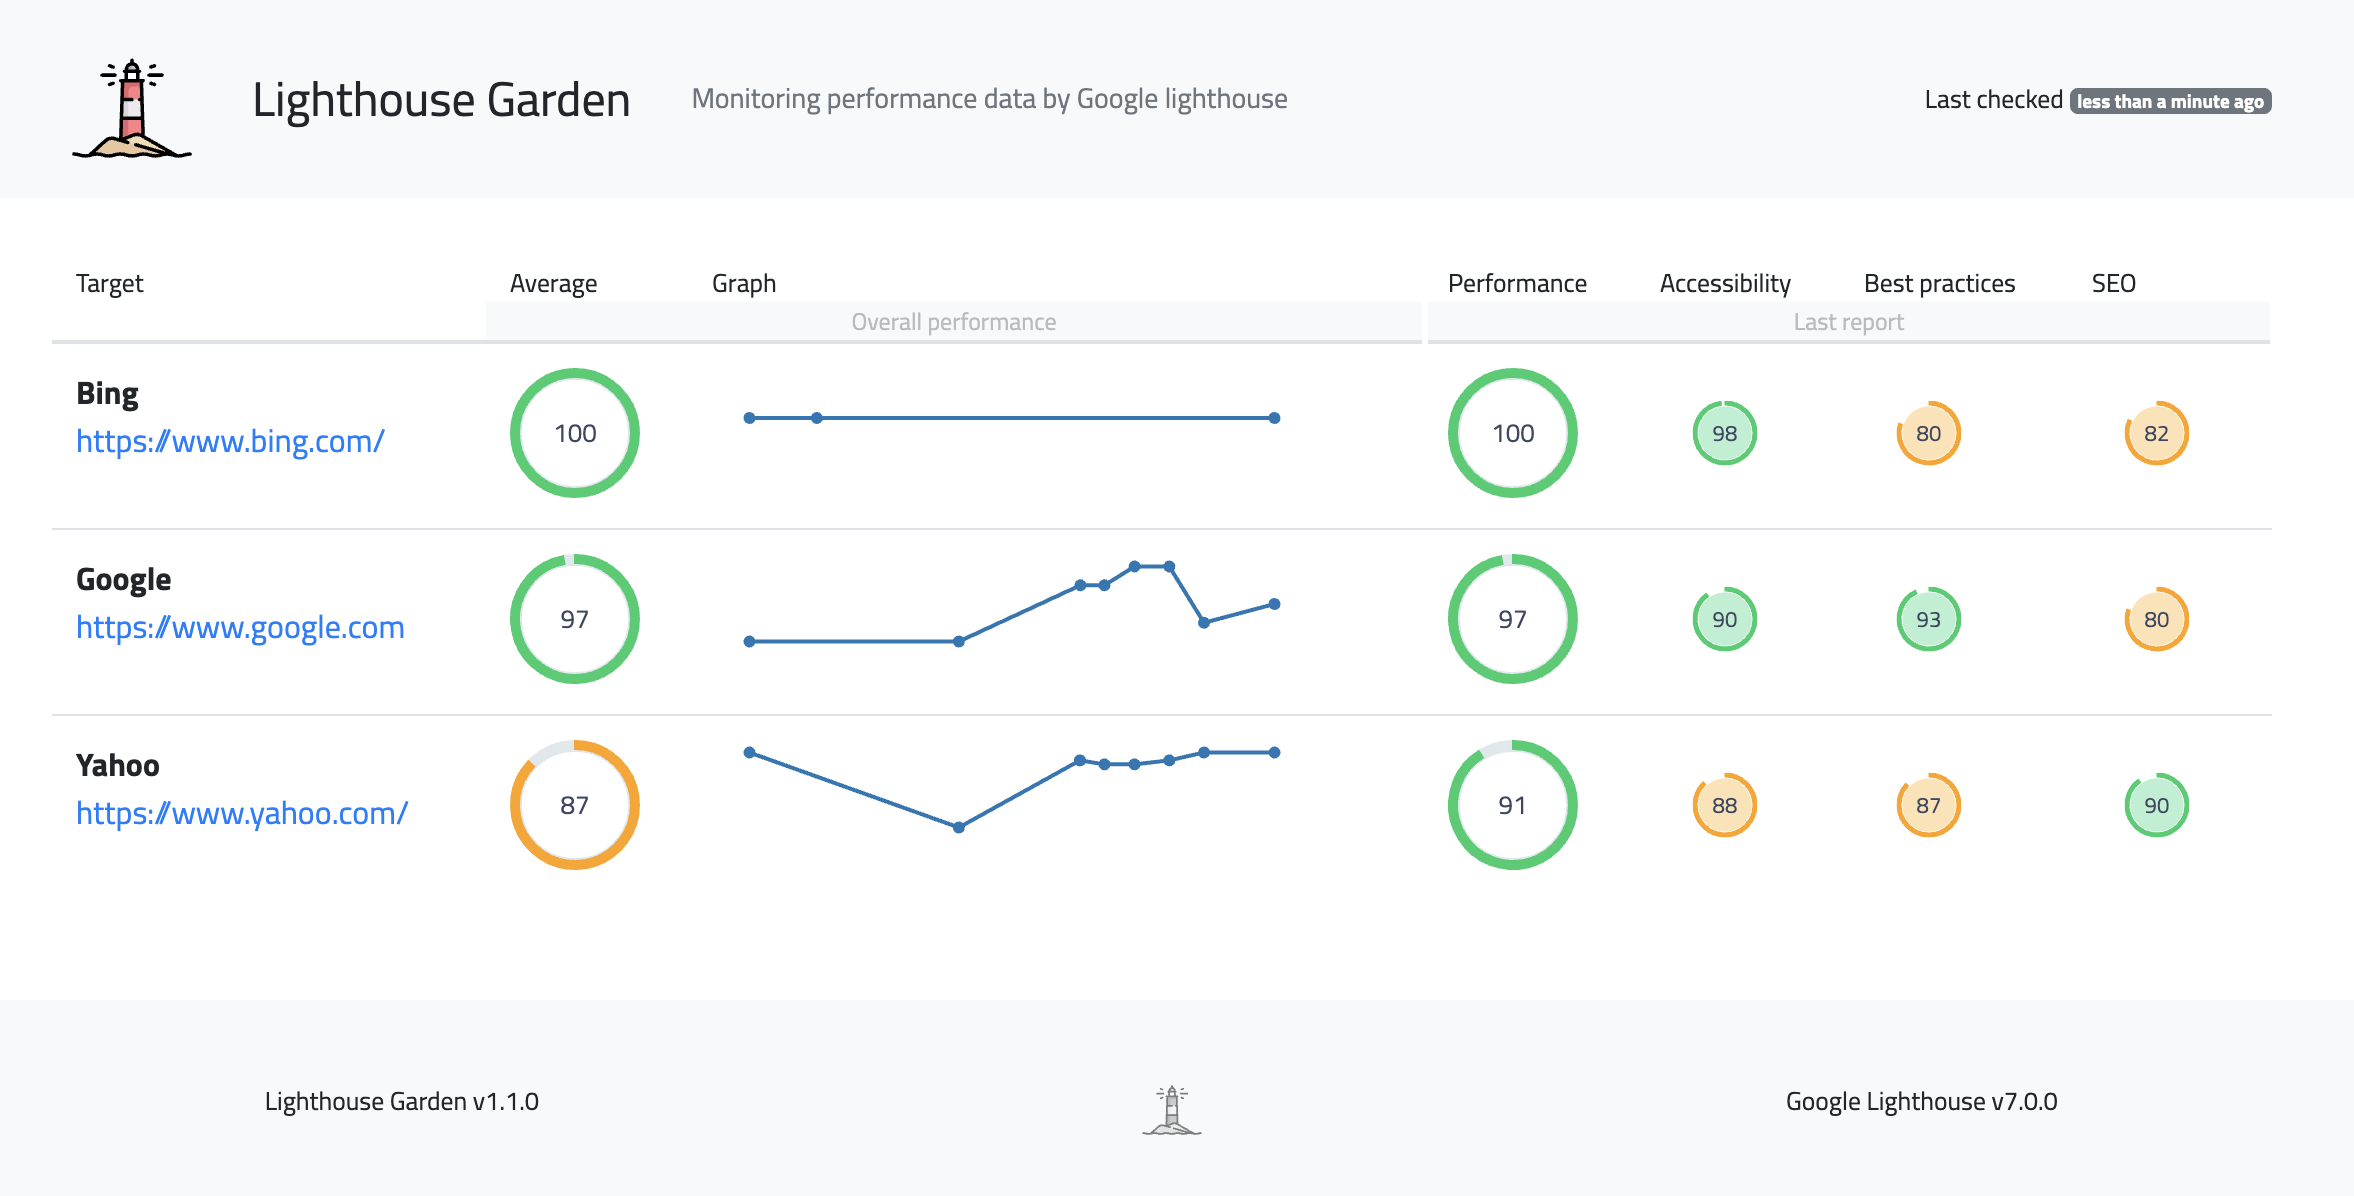 Lighthouse Garden
Monitoring performance data by Google lighthouse
Last checked less than a minute ago
Target Average Graph Performance Accessibility Best practices SEO
Overall performance Last report
Bing
https://www.bing.com/
100 100 98 80 82
Google
https://www.google.com
97 97 90 93 80
Yahoo
https://www.yahoo.com/
87 91 88 87 90
Lighthouse Garden v1.1.0
Google Lighthouse v7.0.0